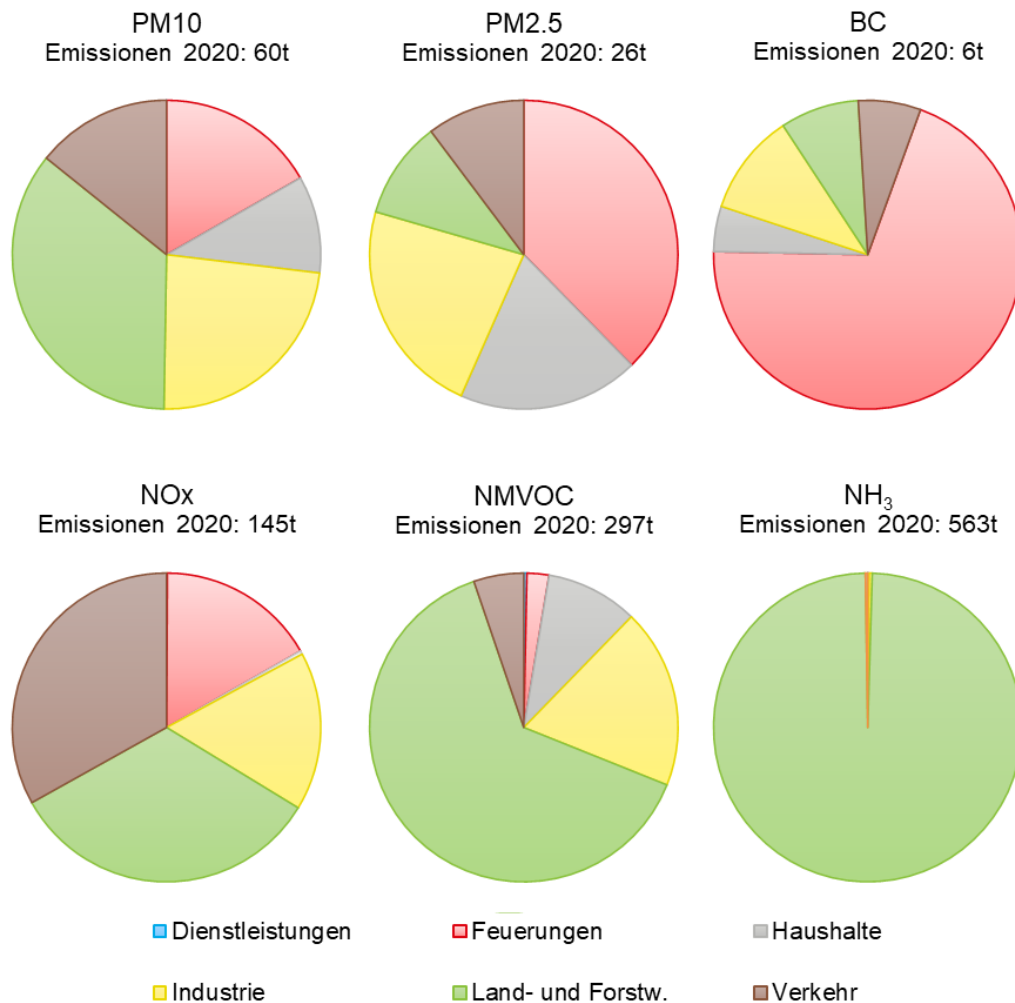 PM10
Emissionen 2020: 60t
PM2.5
Emissionen 2020: 26t
BC
Emissionen 2020: 6t
NOx
Emissionen 2020: 145t
NMVOC
Emissionen 2020: 297t
NH₃
Emissionen 2020: 563t
Dienstleistungen
Feuerungen
Haushalte
Industrie
Land- und Forstw.
Verkehr